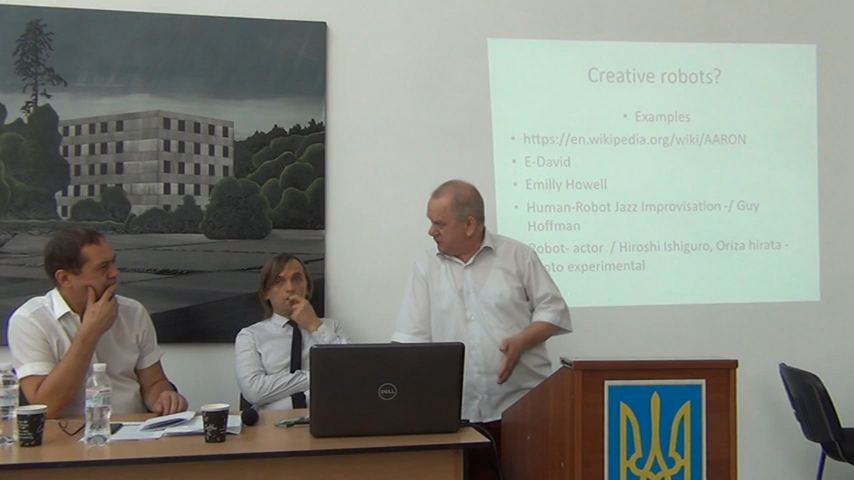 Creative robots?
• Examples
• https://en.wikipedia.org/wiki/AARON
• E-David
• Emilly Howell
• Human-Robot Jazz Improvisation -/ Guy
Hoffman
Robot- actor / Hiroshi Ishiguro, Oriza hirata -
experimental
DELL